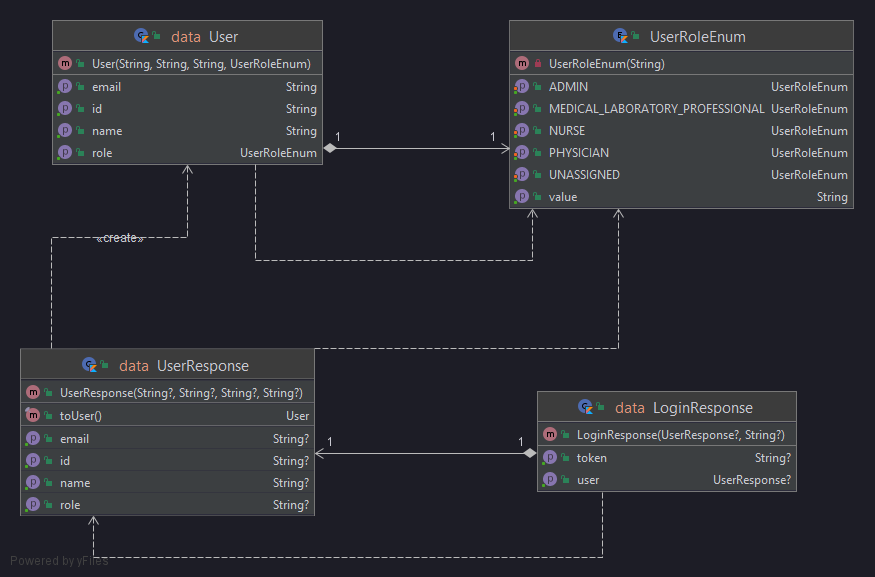 data User
User(String, String, String, UserRoleEnum)
email String
id String
name String
role UserRoleEnum
UserRoleEnum
UserRoleEnum(String)
ADMIN UserRoleEnum
MEDICAL_LABORATORY_PROFESSIONAL UserRoleEnum
NURSE UserRoleEnum
PHYSICIAN UserRoleEnum
UNASSIGNED UserRoleEnum
value String
1 1
«create»
data UserResponse
UserResponse(String?, String?, String?, String?)
toUser() User
email String?
id String?
name String?
role String?
1 1
data LoginResponse
LoginResponse(UserResponse?, String?)
token String?
user UserResponse?
Powered by yFiles